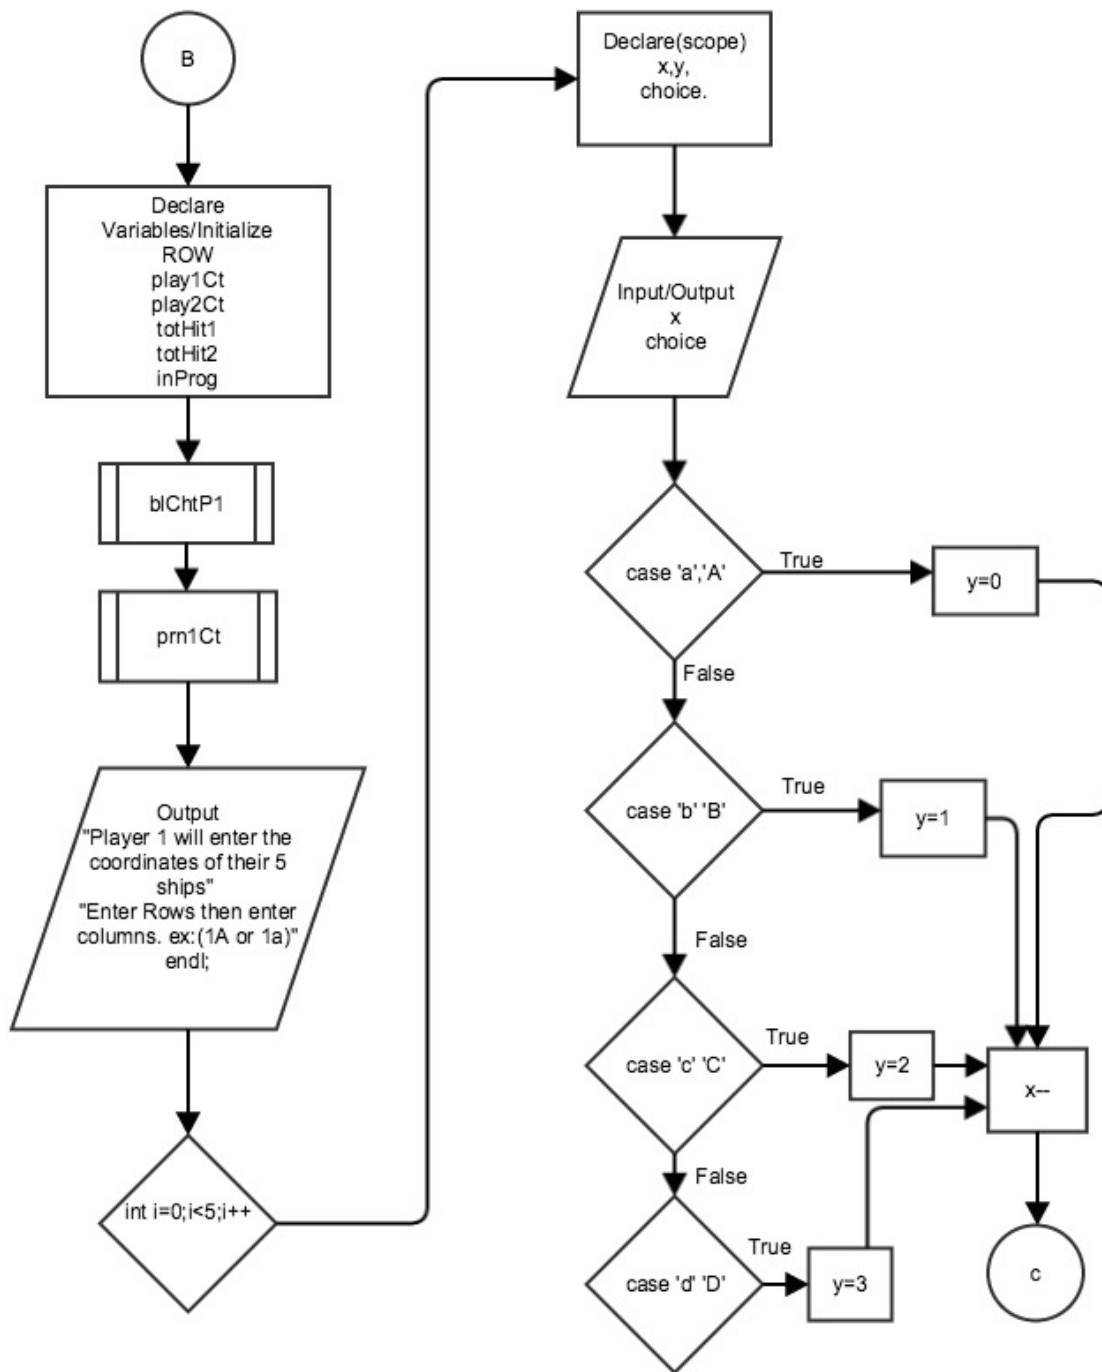 B
Declare
Variables/Initialize
ROW
play1Ct
play2Ct
totHit1
totHit2
inProg
blChtP1
prn1Ct
Output
"Player 1 will enter the
coordinates of their 5
ships"
"Enter Rows then enter
columns. ex:(1A or 1a)"
endl;
int i=0;i<5;i++
Declare(scope)
x,y,
choice.
Input/Output
x
choice
case 'a','A'
True
y=0
False
case 'b' 'B'
True
y=1
False
case 'c' 'C'
True
y=2
x--
False
case 'd' 'D'
True
y=3
c